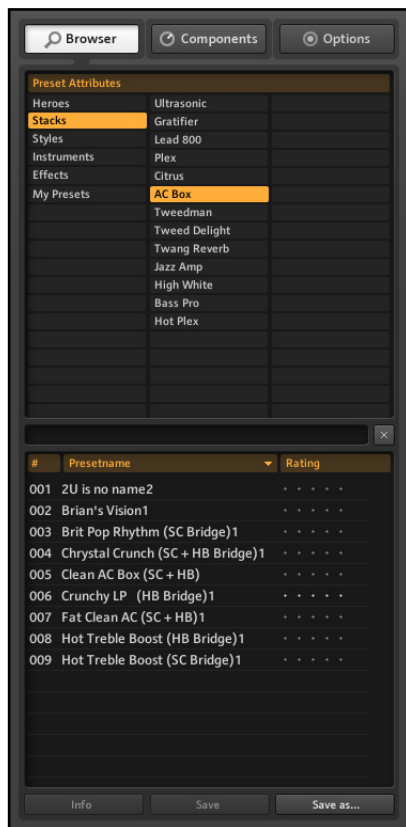 Browser Components Options
Preset Attributes
Heroes Ultrasonic
Stacks Gratifier
Styles Lead 800
Instruments Plex
Effects Citrus
My Presets AC Box
Tweedman
Tweed Delight
Twang Reverb
Jazz Amp
High White
Bass Pro
Hot Plex
# Presetname Rating
001 2U is no name2
002 Brian's Vision1
003 Brit Pop Rhythm (SC Bridge)1
004 Chrystal Crunch (SC + HB Bridge)1
005 Clean AC Box (SC + HB)
006 Crunchy LP (HB Bridge)1
007 Fat Clean AC (SC + HB)1
008 Hot Treble Boost (HB Bridge)1
009 Hot Treble Boost (SC Bridge)1
Info Save Save as...